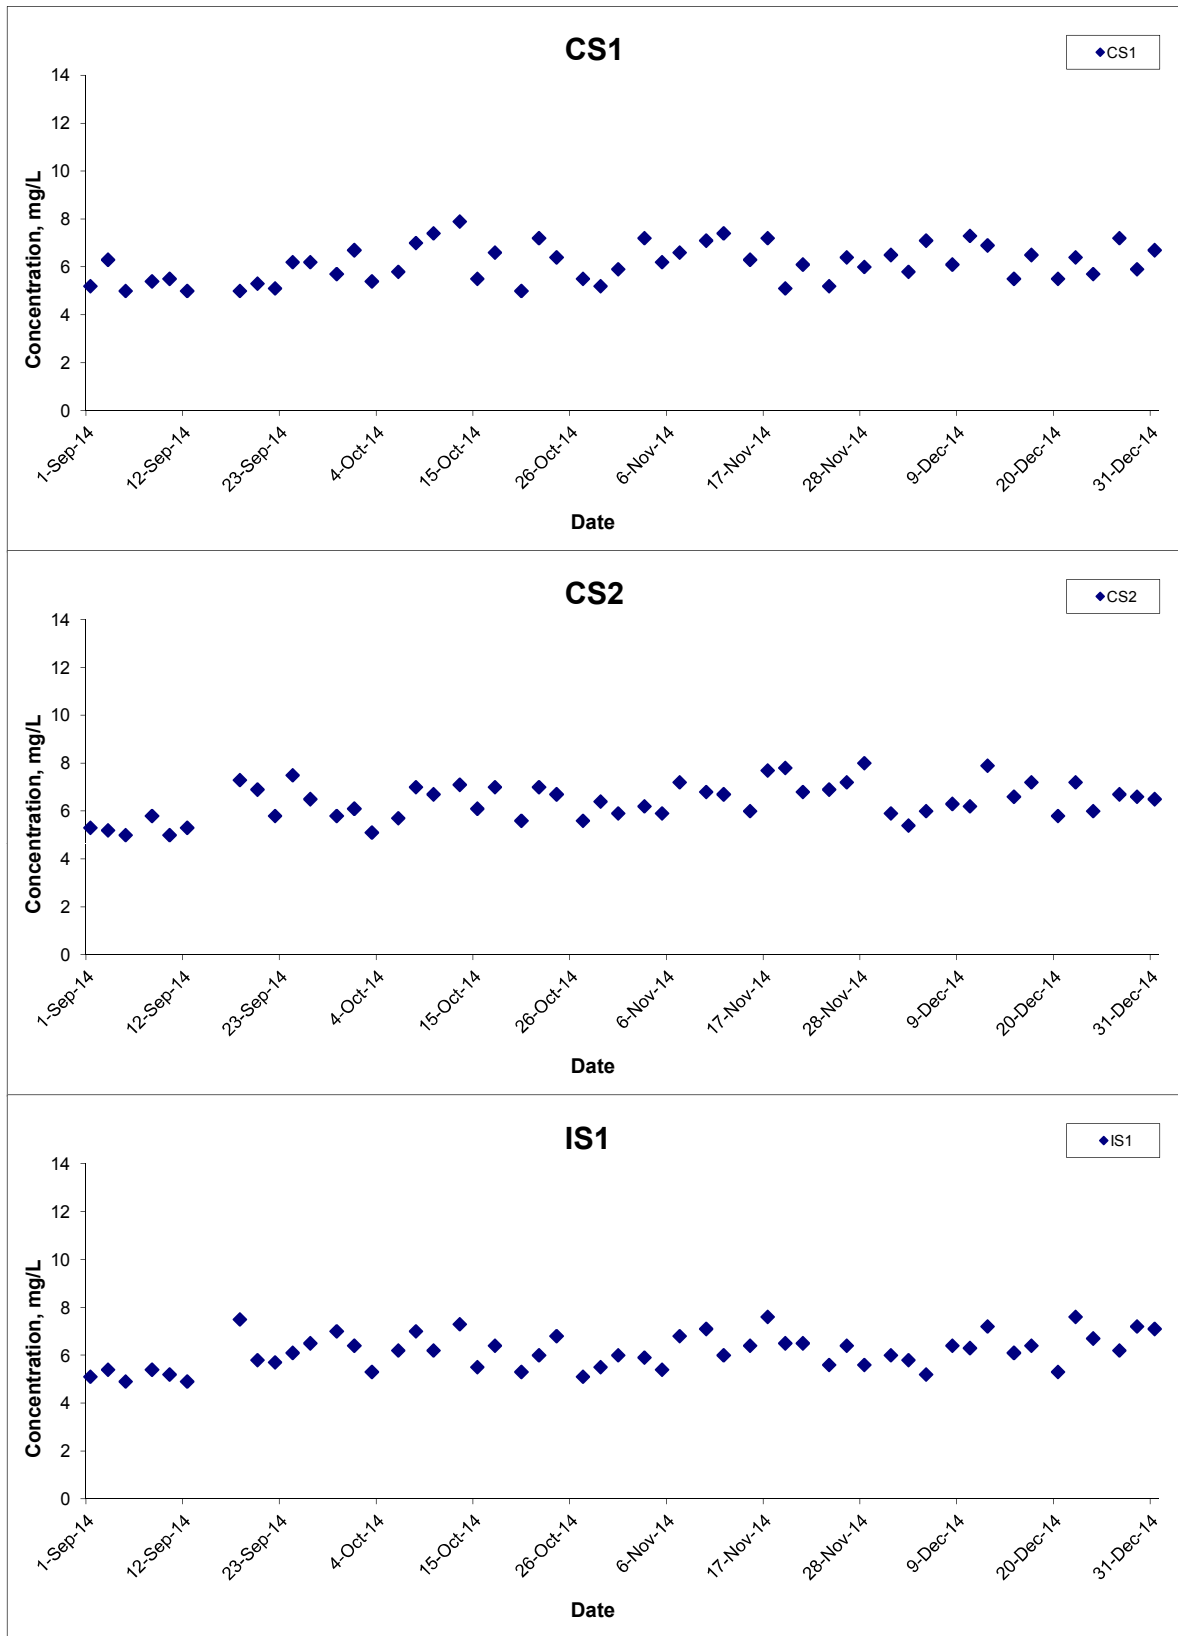 CS1
CS1
Concentration, mg/L
14
12
10
8
6
4
2
0
1-Sep-14
12-Sep-14
23-Sep-14
4-Oct-14
15-Oct-14
26-Oct-14
6-Nov-14
17-Nov-14
28-Nov-14
9-Dec-14
20-Dec-14
31-Dec-14
Date
CS2
CS2
Concentration, mg/L
14
12
10
8
6
4
2
0
1-Sep-14
12-Sep-14
23-Sep-14
4-Oct-14
15-Oct-14
26-Oct-14
6-Nov-14
17-Nov-14
28-Nov-14
9-Dec-14
20-Dec-14
31-Dec-14
Date
IS1
IS1
Concentration, mg/L
14
12
10
8
6
4
2
0
1-Sep-14
12-Sep-14
23-Sep-14
4-Oct-14
15-Oct-14
26-Oct-14
6-Nov-14
17-Nov-14
28-Nov-14
9-Dec-14
20-Dec-14
31-Dec-14
Date